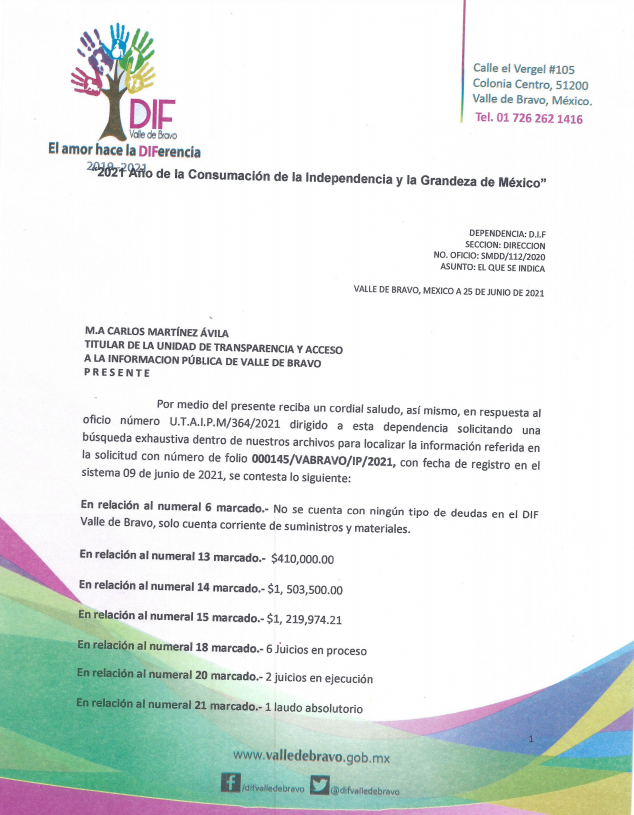 DIF
Valle de Bravo
El amor hace la DIFerencia
2019-2021
Calle el Vergel #105
Colonia Centro, 51200
Valle de Bravo, México.
Tel. 01 726 262 1416
"2021 Año de la Consumación de la Independencia y la Grandeza de México"
DEPENDENCIA: D.I.F
SECCION: DIRECCION
NO. OFICIO: SMDD/112/2020
ASUNTO: EL QUE SE INDICA
VALLE DE BRAVO, MEXICO A 25 DE JUNIO DE 2021
M.A CARLOS MARTÍNEZ ÁVILA
TITULAR DE LA UNIDAD DE TRANSPARENCIA Y ACCESO
A LA INFORMACION PÚBLICA DE VALLE DE BRAVO
P R E S E N T E
Por medio del presente reciba un cordial saludo, así mismo, en respuesta al
oficio número U.T.A.I.P.M/364/2021 dirigido a esta dependencia solicitando una
búsqueda exhaustiva dentro de nuestros archivos para localizar la información referida en
la solicitud con número de folio 000145/VABRAVO/IP/2021, con fecha de registro en el
sistema 09 de junio de 2021, se contesta lo siguiente:
En relación al numeral 6 marcado.- No se cuenta con ningún tipo de deudas en el DIF
Valle de Bravo, solo cuenta corriente de suministros y materiales.
En relación al numeral 13 marcado.- $410,000.00
En relación al numeral 14 marcado.- $1, 503,500.00
En relación al numeral 15 marcado.- $1, 219,974.21
En relación al numeral 18 marcado.- 6 Juicios en proceso
En relación al numeral 20 marcado.- 2 juicios en ejecución
En relación al numeral 21 marcado.- 1 laudo absolutorio
1
www.valledebravo.gob.mx
/difvalledebravo
@difvalledebravo